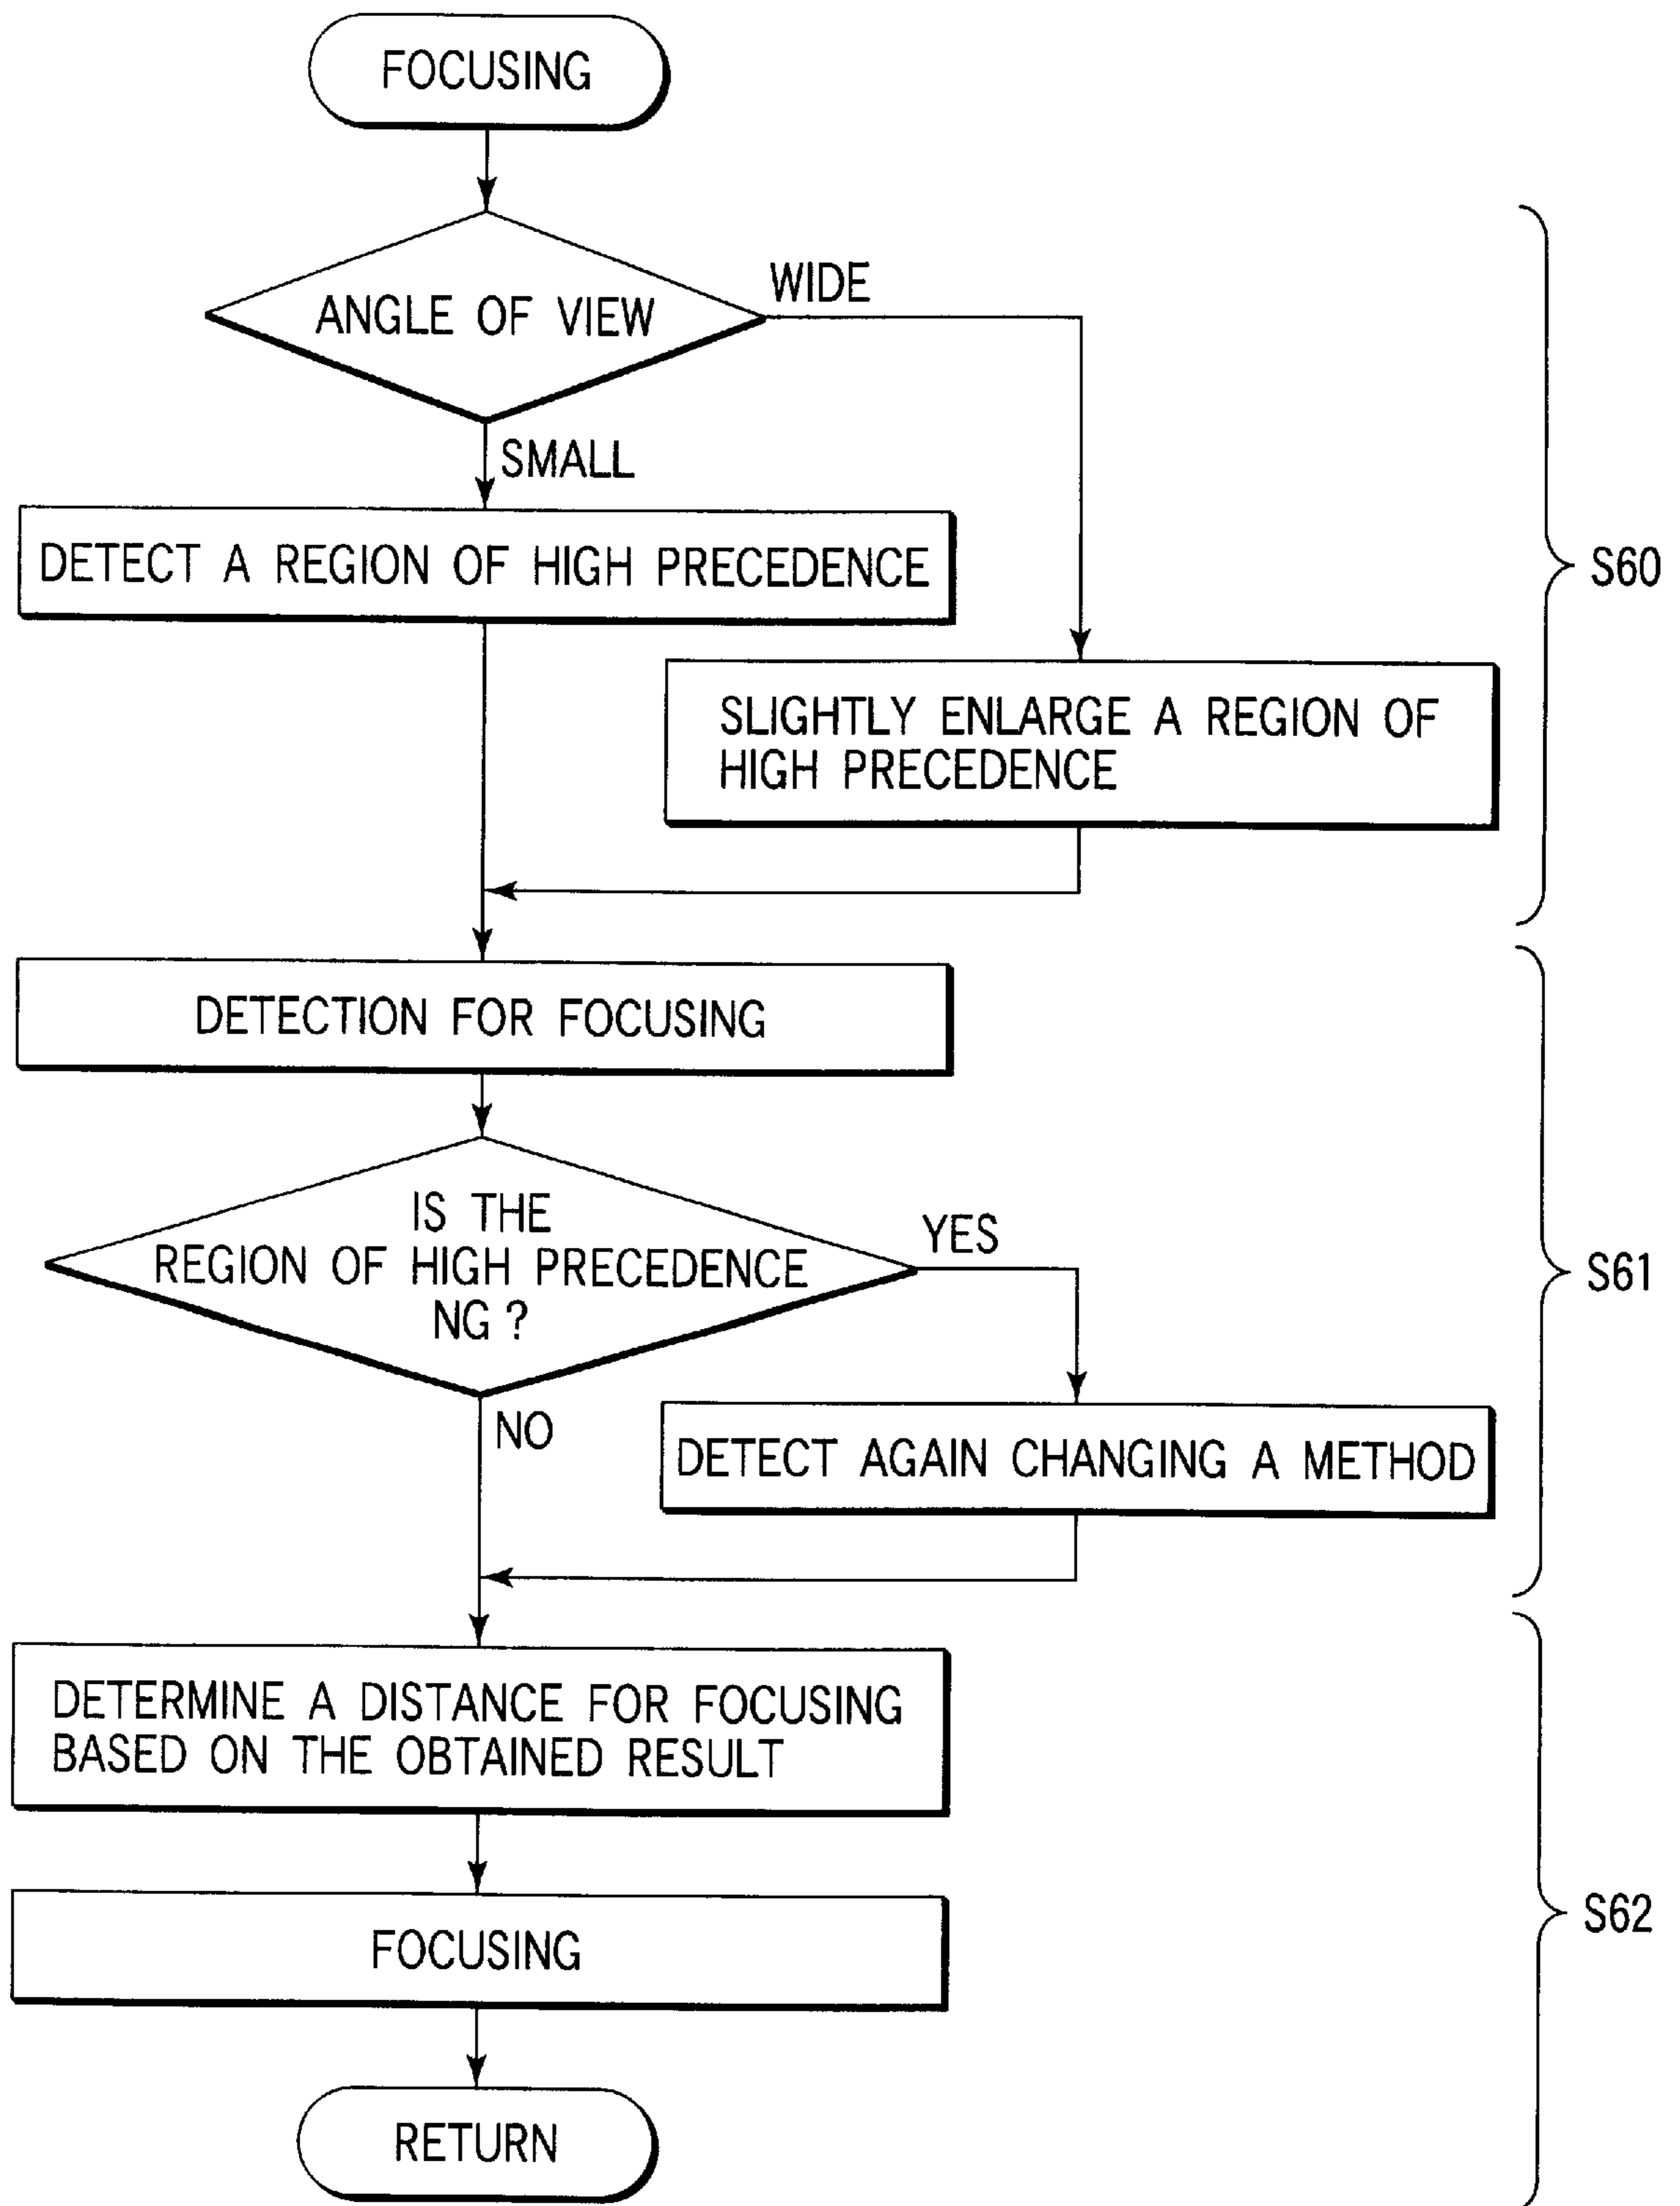 FOCUSING
ANGLE OF VIEW
WIDE
SMALL
DETECT A REGION OF HIGH PRECEDENCE
S60
SLIGHTLY ENLARGE A REGION OF
HIGH PRECEDENCE
DETECTION FOR FOCUSING
IS THE
REGION OF HIGH PRECEDENCE
NG ?
YES
S61
NO
DETECT AGAIN CHANGING A METHOD
DETERMINE A DISTANCE FOR FOCUSING
BASED ON THE OBTAINED RESULT
S62
FOCUSING
RETURN